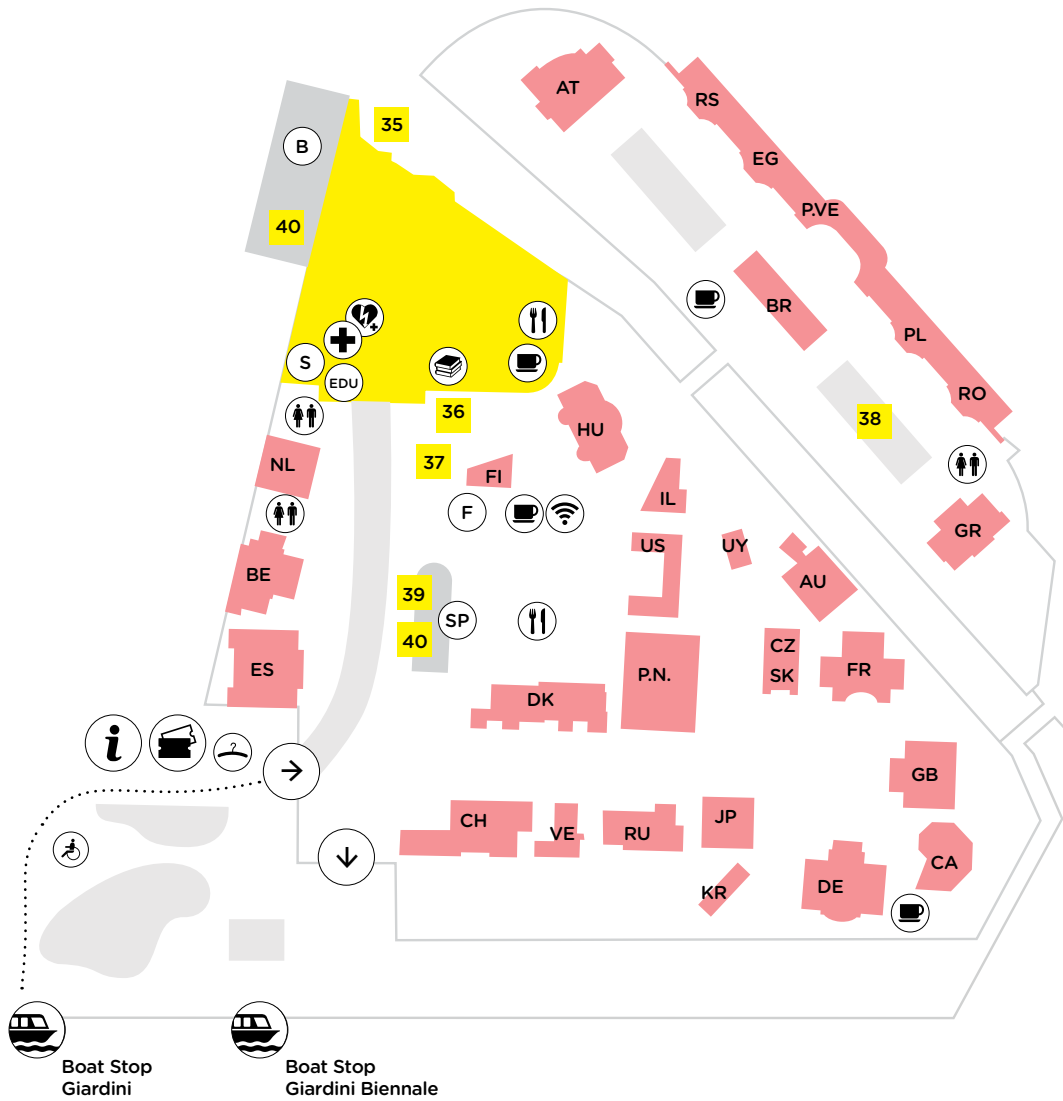 AT
RS
35
B
EG
P.VE
40
BR
PL
S
EDU
RO
36
38
HU
37
NL
FI
IL
F
GR
US
UY
BE
AU
39
SP
40
CZ
SK
ES
P.N.
FR
DK
i
GB
CH
VE
RU
JP
CA
DE
KR
Boat Stop
Giardini
Boat Stop
Giardini Biennale